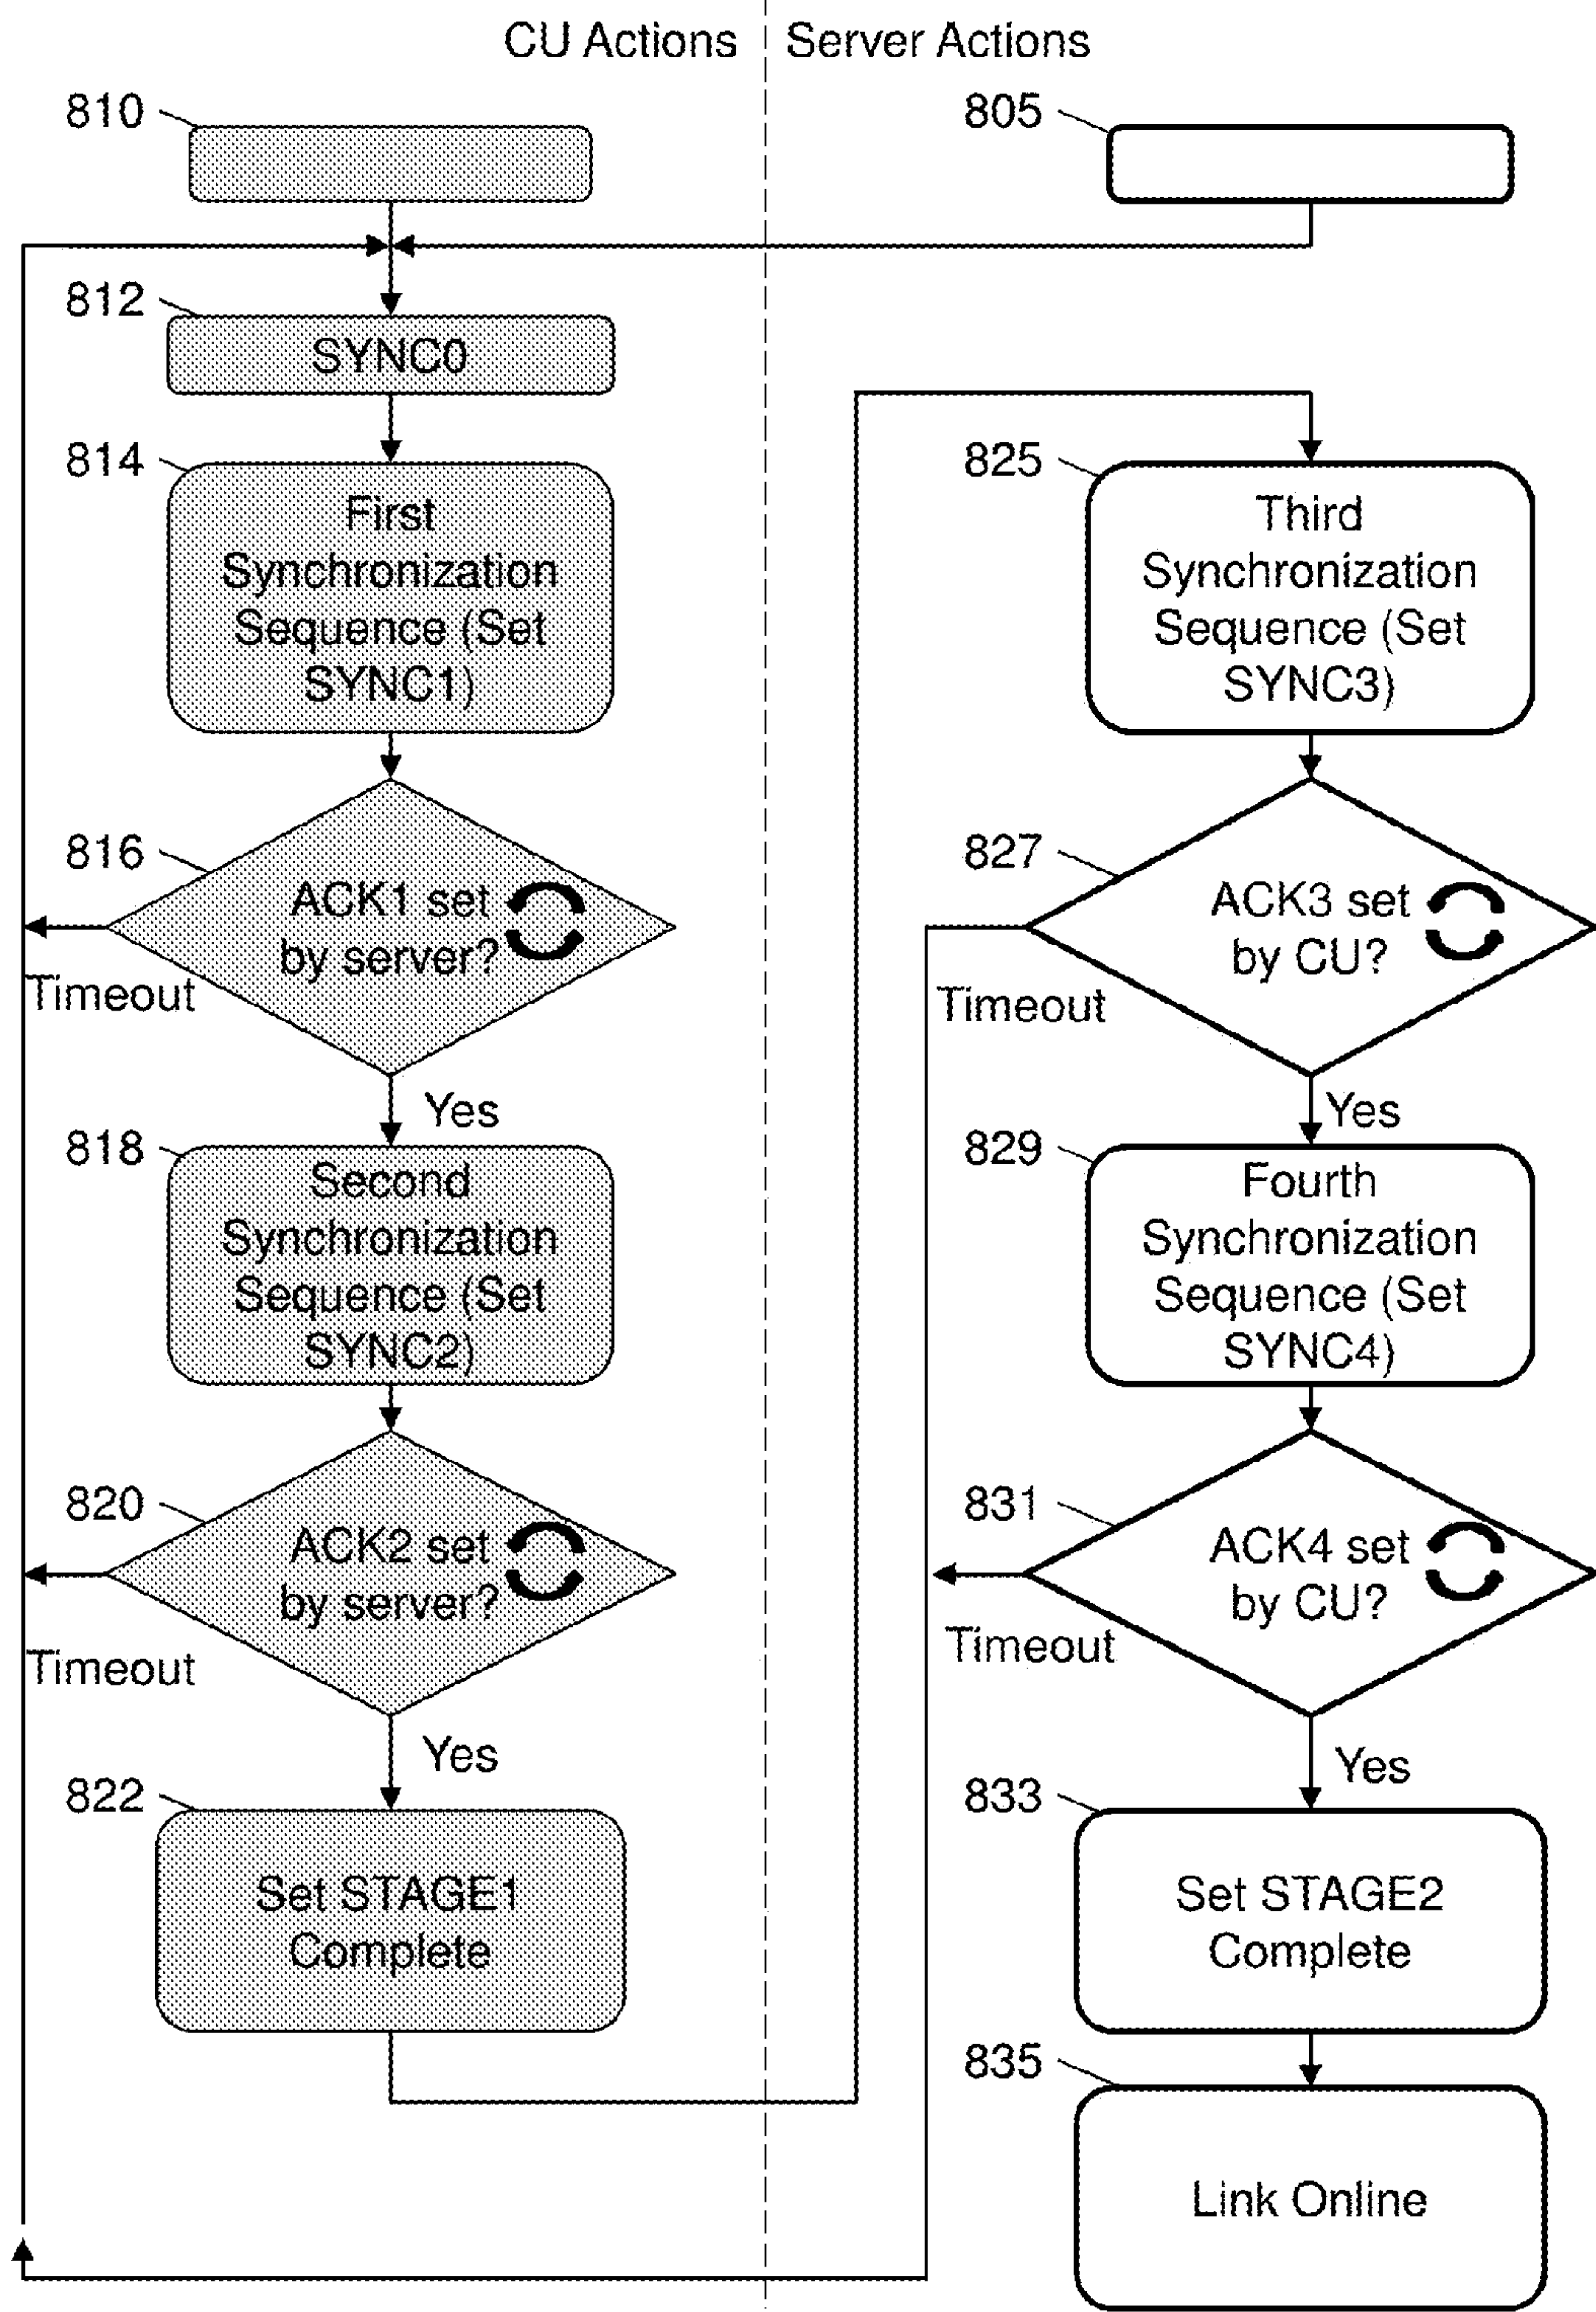 CU Actions
Server Actions
810
805
812
SYNC0
814
First
Synchronization
Sequence (Set
SYNC1)
825
Third
Synchronization
Sequence (Set
SYNC3)
816
ACK1 set
by server?
Timeout
Yes
827
ACK3 set
by CU?
Timeout
Yes
818
Second
Synchronization
Sequence (Set
SYNC2)
829
Fourth
Synchronization
Sequence (Set
SYNC4)
820
ACK2 set
by server?
Timeout
Yes
831
ACK4 set
by CU?
Timeout
Yes
822
Set STAGE1
Complete
833
Set STAGE2
Complete
835
Link Online